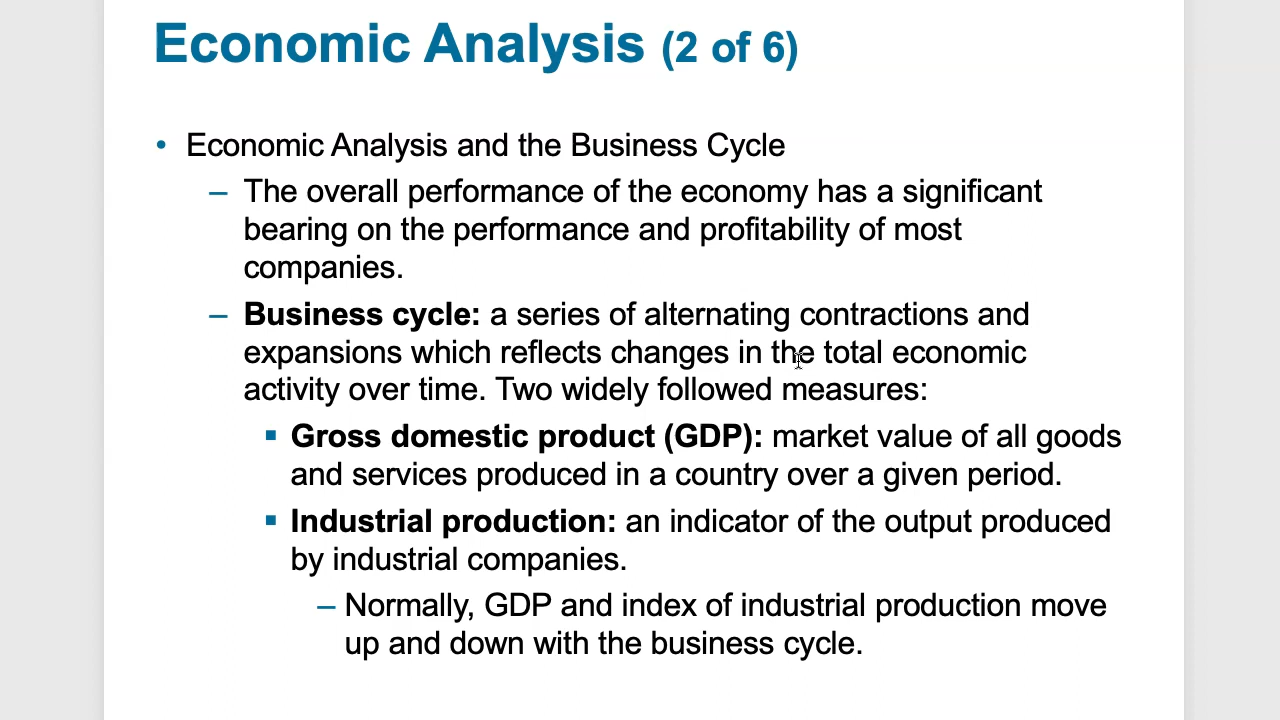 Economic Analysis (2 of 6)
• Economic Analysis and the Business Cycle
– The overall performance of the economy has a significant
bearing on the performance and profitability of most
companies.
– Business cycle: a series of alternating contractions and
expansions which reflects changes in the total economic
activity over time. Two widely followed measures:
▪ Gross domestic product (GDP): market value of all goods
and services produced in a country over a given period.
▪ Industrial production: an indicator of the output produced
by industrial companies.
– Normally, GDP and index of industrial production move
up and down with the business cycle.